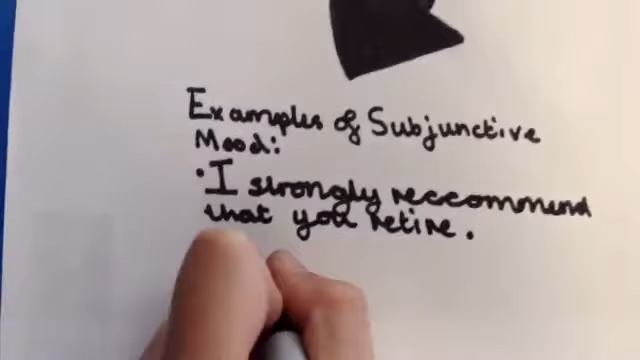 Examples of Subjunctive
Mood:
• I strongly reccommend
that you retire.